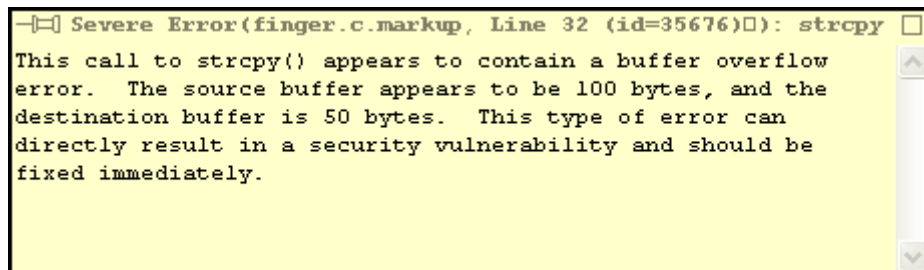 Severe Error(finger.c.markup, Line 32 (id=35676)▯): strcpy
This call to strcpy() appears to contain a buffer overflow
error.  The source buffer appears to be 100 bytes, and the
destination buffer is 50 bytes.  This type of error can
directly result in a security vulnerability and should be
fixed immediately.